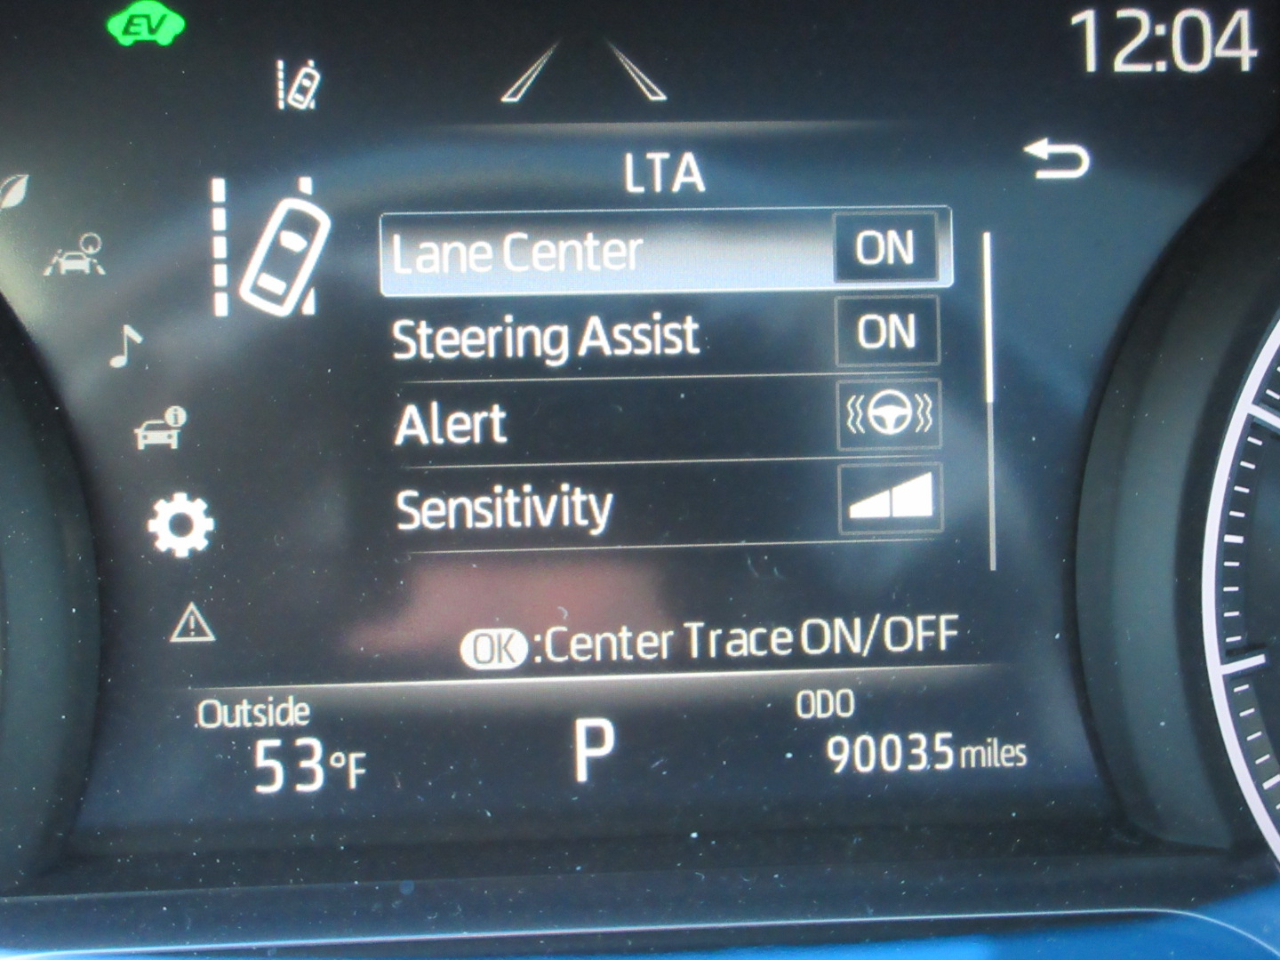 EV
12:04
LTA
Lane Center ON
Steering Assist ON
Alert
Sensitivity
OK :Center Trace ON/OFF
Outside ODO
53°F P 90035 miles